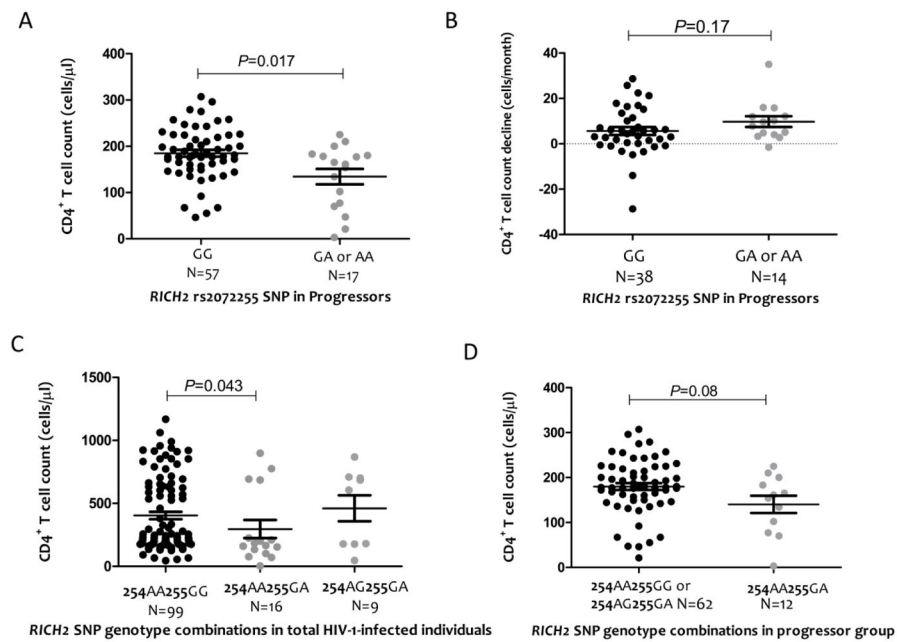 A
P=0.017
CD4⁺ T cell count (cells/µl)
400
300
200
100
0
GG
N=57
GA or AA
N=17
RICH2 rs2072255 SNP in Progressors
B
P=0.17
CD4⁺ T cell count decline (cells/month)
40
20
0
-20
-40
GG
N=38
GA or AA
N=14
RICH2 rs2072255 SNP in Progressors
C
P=0.043
CD4⁺ T cell count (cells/µl)
1500
1000
500
0
254AA255GG
N=99
254AA255GA
N=16
254AG255GA
N=9
RICH2 SNP genotype combinations in total HIV-1-infected individuals
D
P=0.08
CD4⁺ T cell count (cells/µl)
400
300
200
100
0
254AA255GG or
254AG255GA N=62
254AA255GA
N=12
RICH2 SNP genotype combinations in progressor group